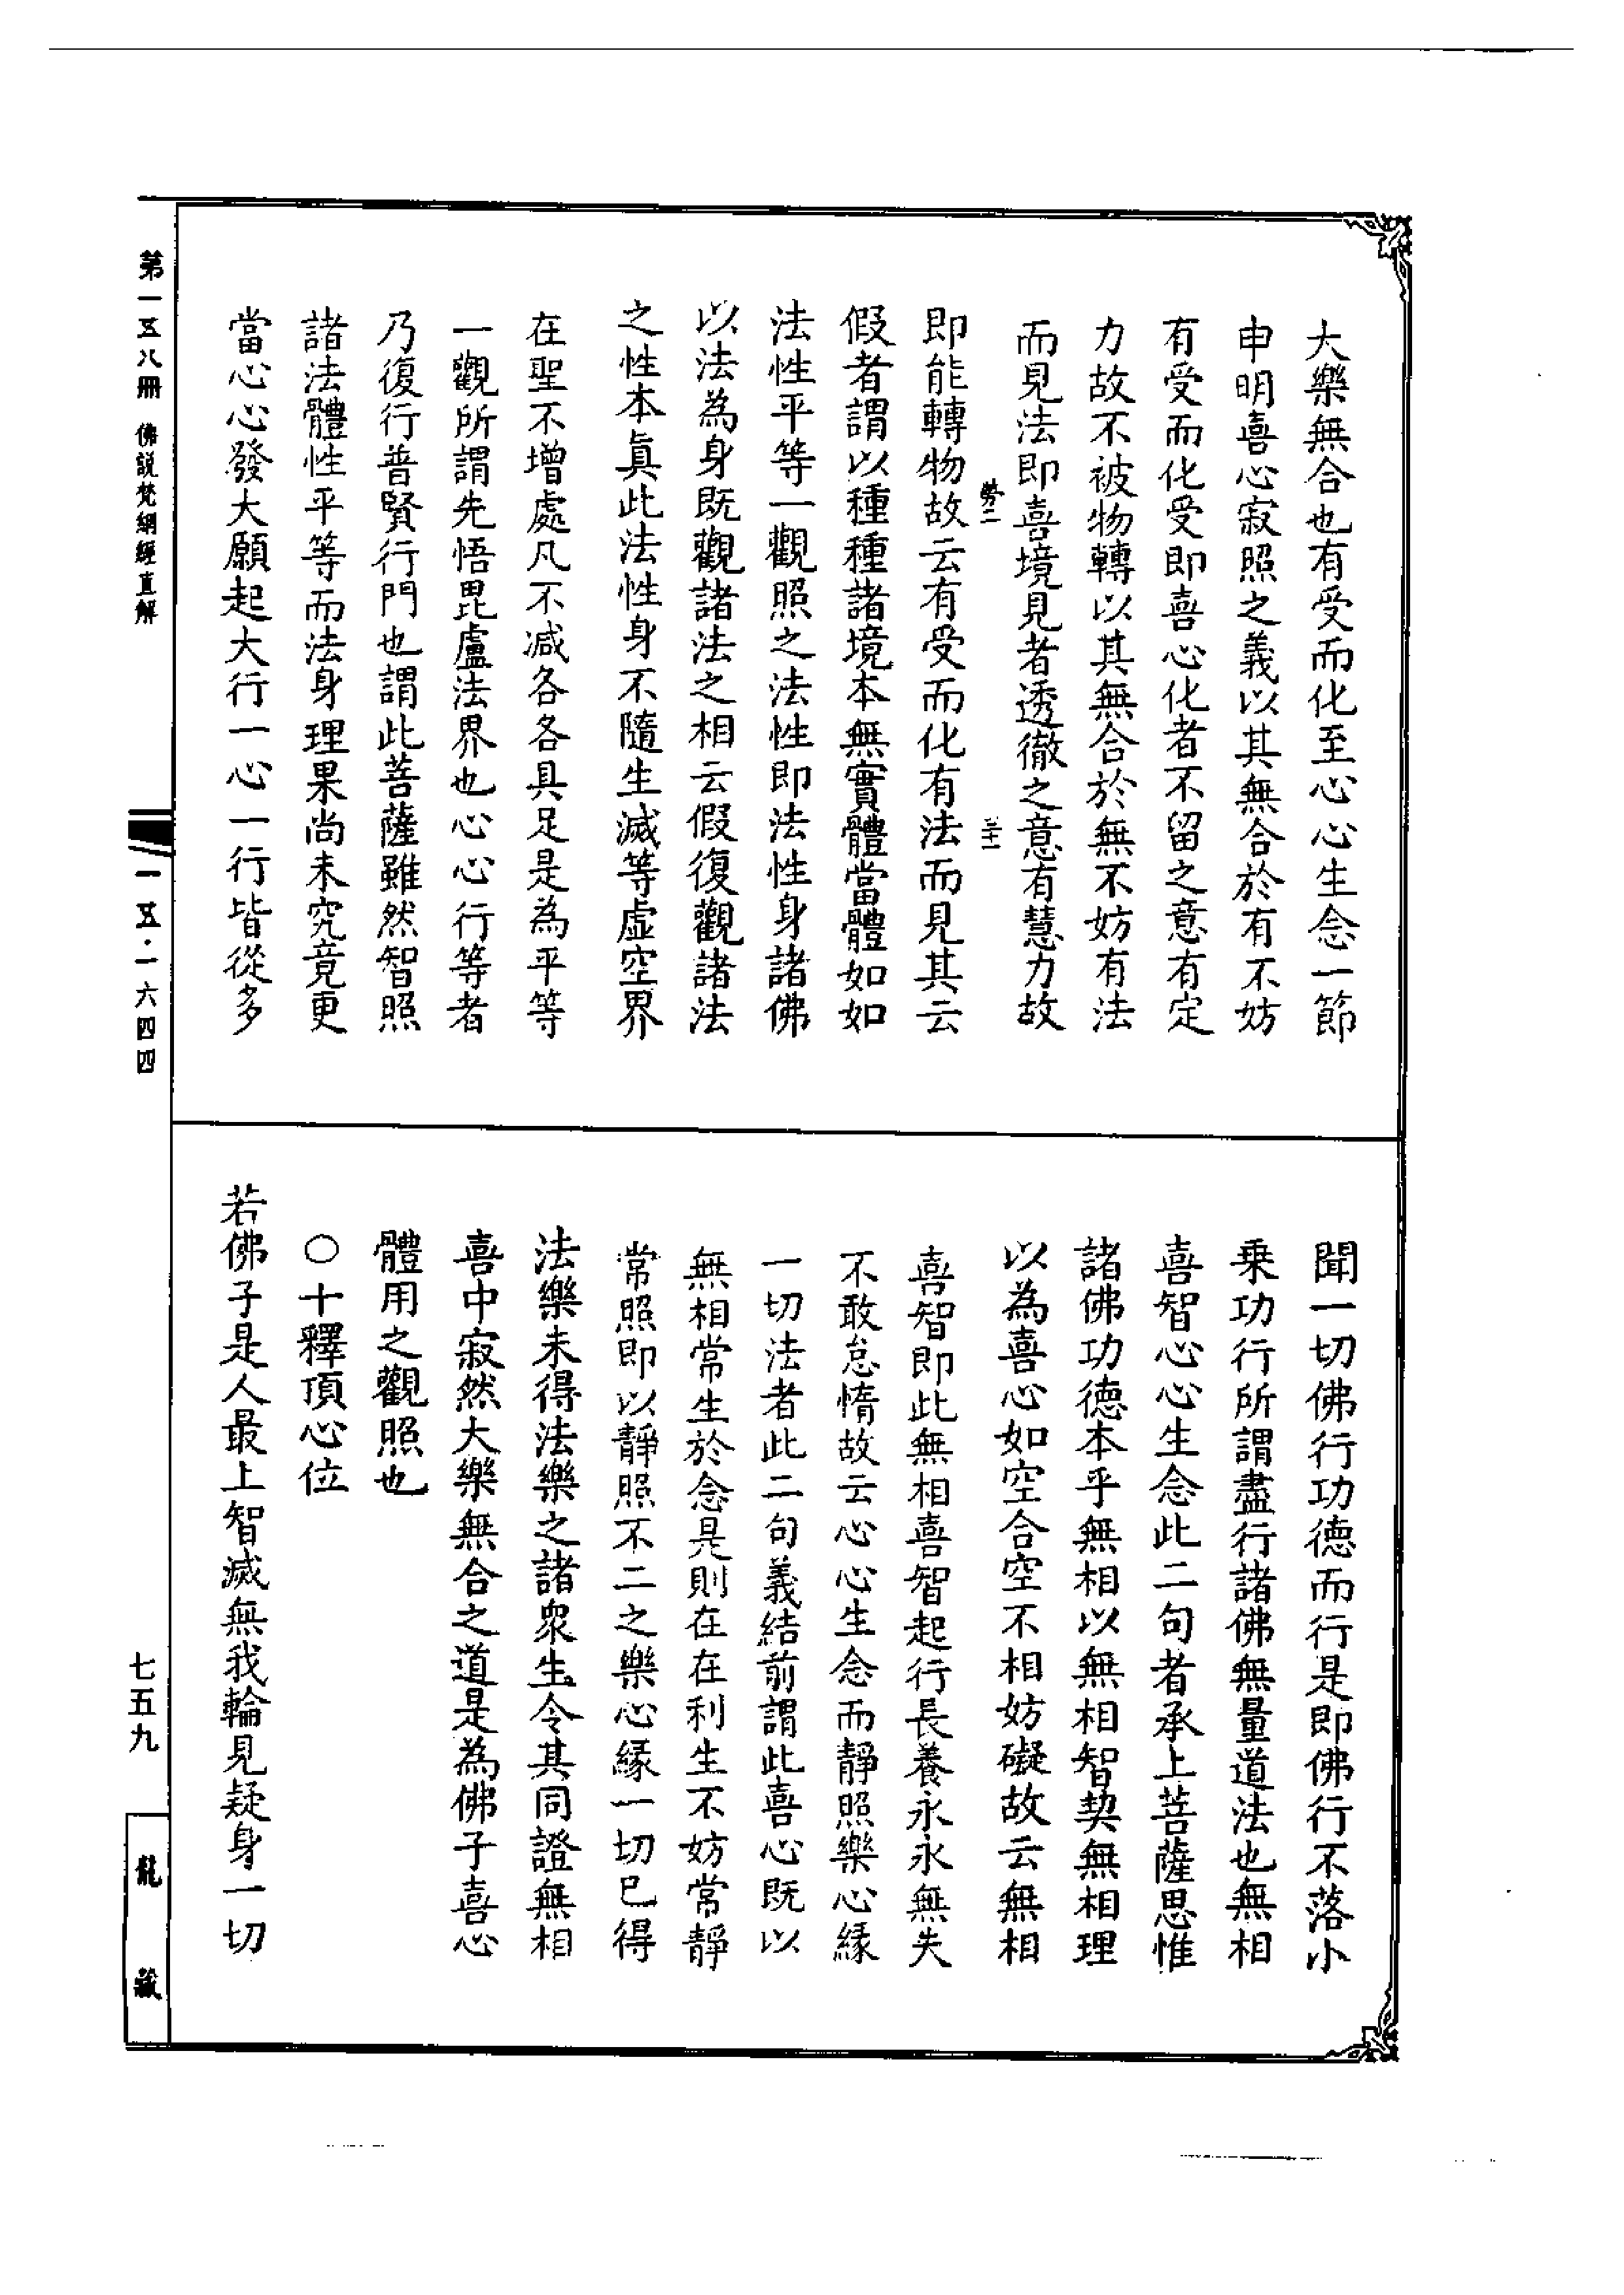 大樂無合也有受而化至心心生念一節
申明喜心寂照之義以其無合於有不妨
有受而化受即喜心化者不留之意有定
力故不被物轉以其無合於無不妨有法
而見法即喜境見者透徹之意有慧力故
勞二
三十二
即能轉物故云有受而化有法而見其云
假者謂以種種諸境本無實體當體如如
法性平等一觀照之法性即法性身諸佛
以法為身既觀諸法之相云假復觀諸法
之性本真此法性身不隨生滅等虛空界
在聖不增處凡不減各各具足是為平等
一觀所謂先悟毘盧法界也心心行等者
乃復行普賢行門也謂此菩薩雖然智照
諸法體性平等而法身理果尚未究竟更
當心心發大願起大行一心一行皆從多
聞一切佛行功德而行是即佛行不落小
乗功行所謂盡行諸佛無量道法也無相
喜智心心生念此二句者承上菩薩思惟
諸佛功德本乎無相以無相智契無相理
以為喜心如空合空不相妨礙故云無相
喜智即此無相喜智起行長養永永無失
不敢怠惰故云心心生念而靜照樂心緣
一切法者此二句義結前謂此喜心既以
無相常生於念是則在在利生不妨常靜
常照即以靜照不二之樂心緣一切已得
法樂未得法樂之諸眾生令其同證無相
喜中寂然大樂無合之道是為佛子喜心
體用之觀照也
○十釋頂心位
若佛子是人最上智滅無我輪見疑身一切
第一五八冊 佛説梵網經直解
一五·一六四四
七五九
龍藏